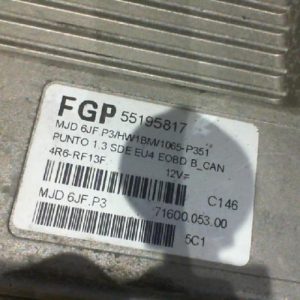 FGP 55195817
MJD 6JF.P3/HW1BM/1065-P351
PUNTO 1.3 SDE EU4 EOBD B_CAN
4R6-RF13F. 12V=
C146
MJD 6JF.P3 71600.053.00
5C1